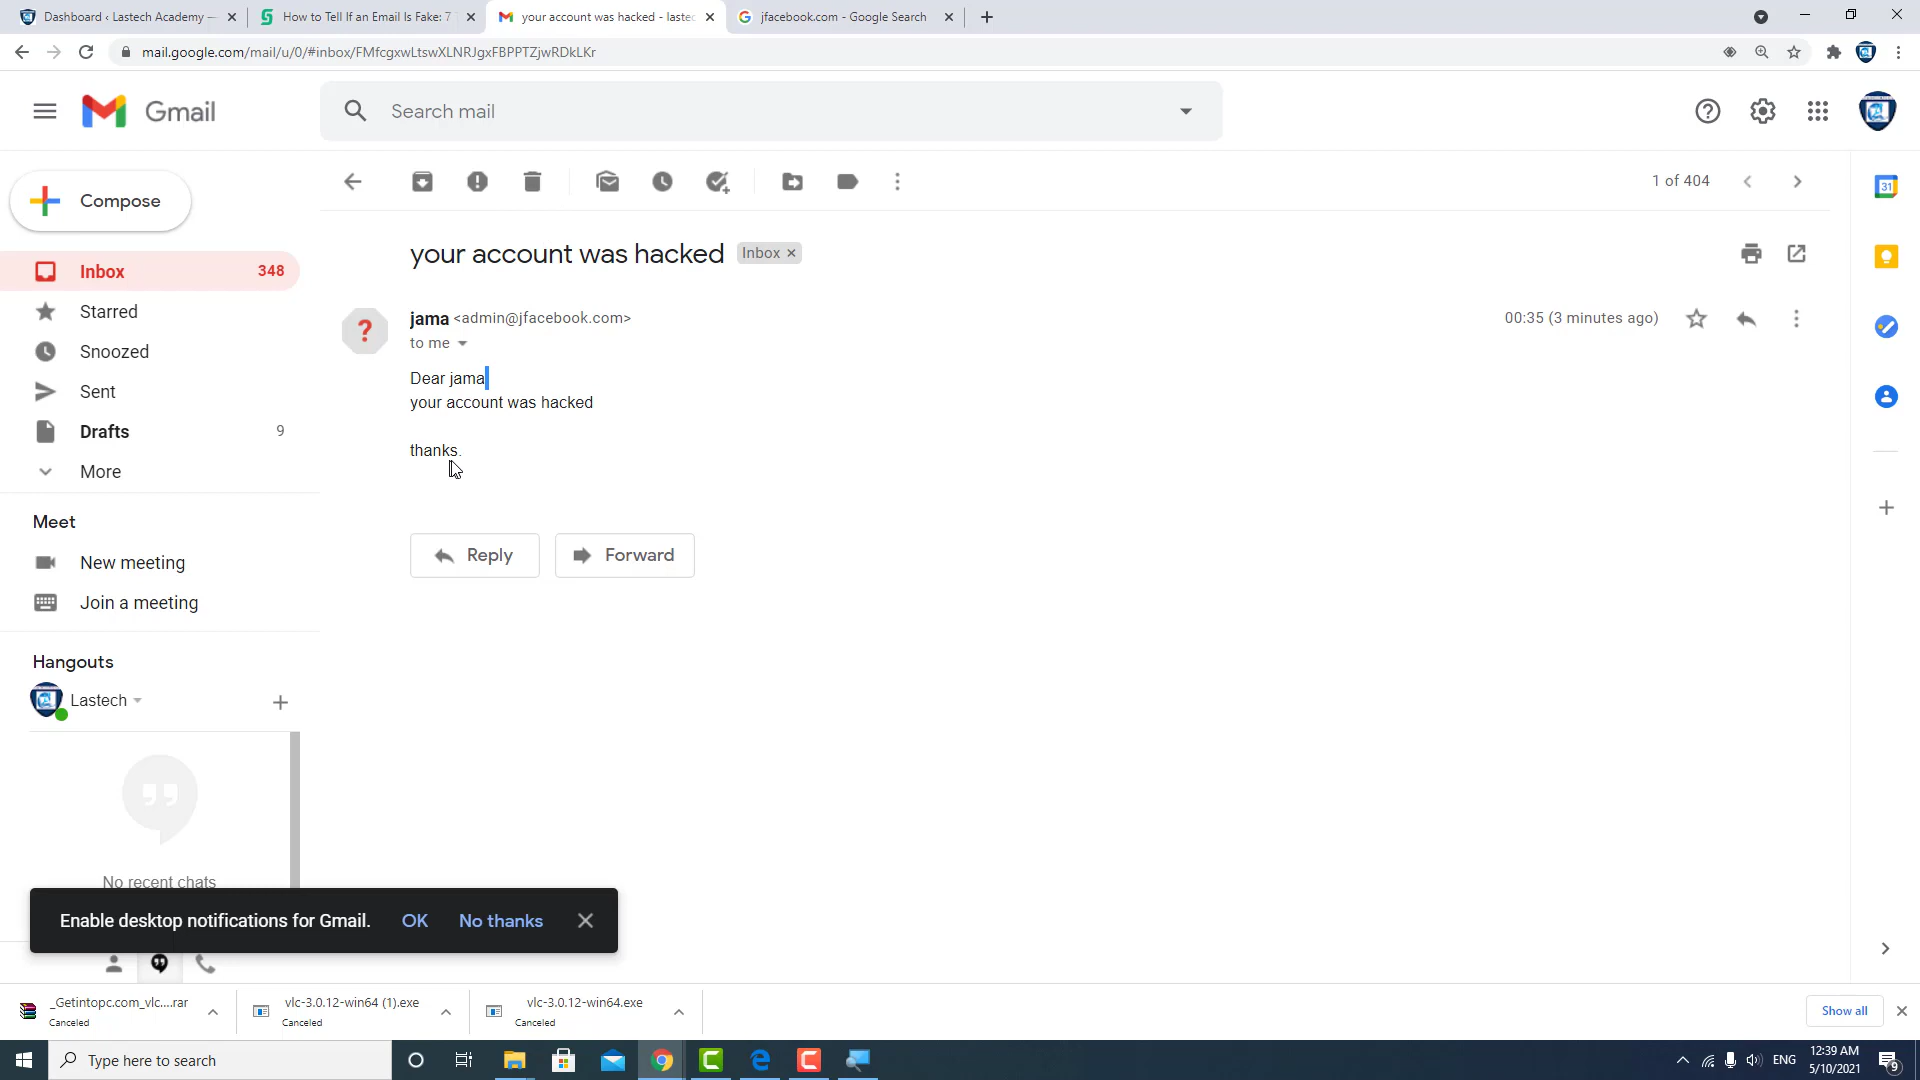 Dashboard ‹ Lastech Academy —
How to Tell If an Email Is Fake: 7 T
your account was hacked - lastec
jfacebook.com - Google Search
mail.google.com/mail/u/0/#inbox/FMfcgxwLtswXLNRJgxFBPPTZjwRDkLKr
Gmail
Search mail
Compose
1 of 404
31
Inbox 348
Starred
Snoozed
Sent
Drafts 9
More
your account was hacked Inbox ×
?
jama <admin@jfacebook.com>
00:35 (3 minutes ago)
to me
Dear jama
your account was hacked
thanks.
Reply
Forward
Meet
New meeting
Join a meeting
Hangouts
Lastech
No recent chats
Enable desktop notifications for Gmail. OK No thanks
_Getintopc.com_vlc....rar
Canceled
vlc-3.0.12-win64 (1).exe
Canceled
vlc-3.0.12-win64.exe
Canceled
Show all
Type here to search
ENG
12:39 AM
5/10/2021
9